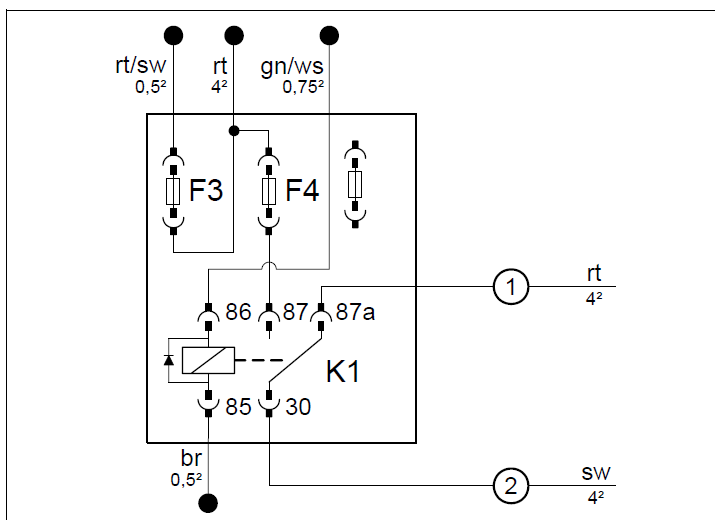 rt/sw
0,5²
rt
4²
gn/ws
0,75²
F3
F4
1
rt
4²
86
87
87a
K1
85
30
br
0,5²
2
sw
4²